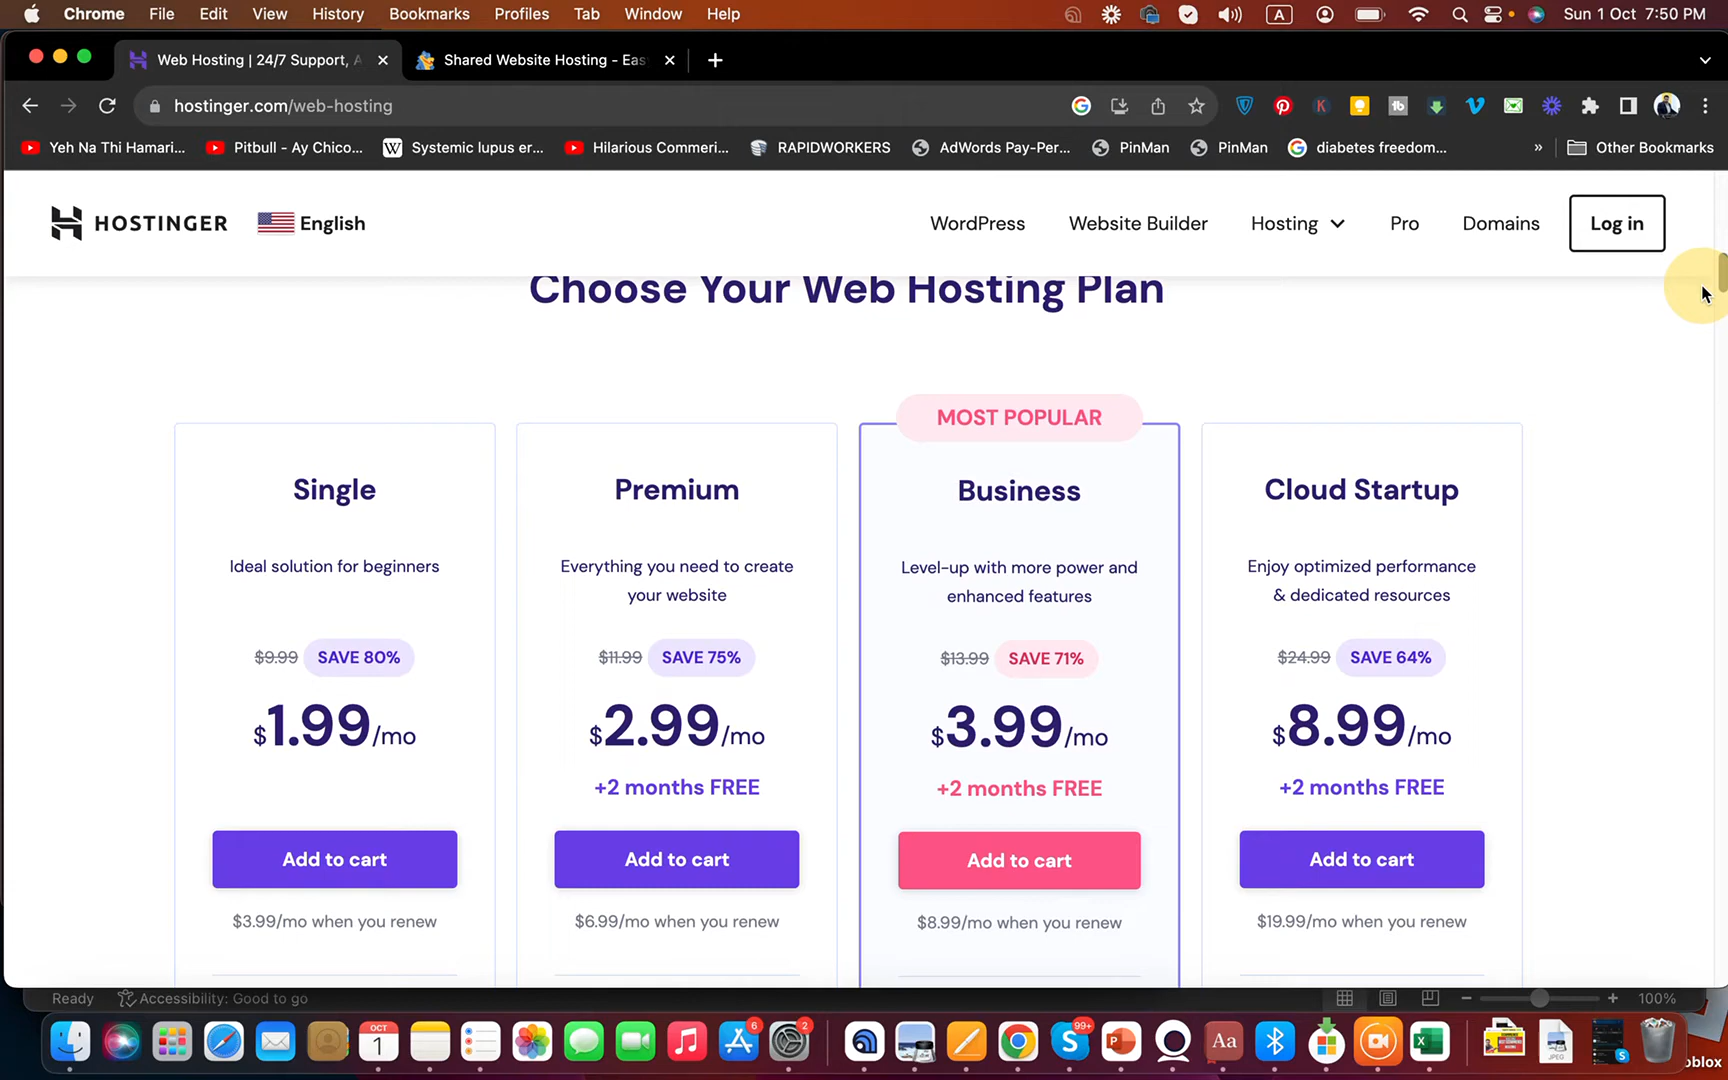 Chrome File Edit View History Bookmarks Profiles Tab Window Help A Sun 1 Oct 7:50 PM
Web Hosting | 24/7 Support, A Shared Website Hosting - Eas
hostinger.com/web-hosting
Yeh Na Thi Hamari... Pitbull - Ay Chico... W Systemic lupus er... Hilarious Commeri... RAPIDWORKERS AdWords Pay-Per... PinMan PinMan diabetes freedom... » Other Bookmarks
HOSTINGER English WordPress Website Builder Hosting Pro Domains Log in
Choose Your Web Hosting Plan
MOST POPULAR
Single Premium Business Cloud Startup
Ideal solution for beginners Everything you need to create Level-up with more power and Enjoy optimized performance
your website enhanced features & dedicated resources
$9.99 SAVE 80% $11.99 SAVE 75% $13.99 SAVE 71% $24.99 SAVE 64%
$1.99/mo $2.99/mo $3.99/mo $8.99/mo
+2 months FREE +2 months FREE +2 months FREE
Add to cart Add to cart Add to cart Add to cart
$3.99/mo when you renew $6.99/mo when you renew $8.99/mo when you renew $19.99/mo when you renew
Ready Accessibility: Good to go 100%
OCT 1 6 2 99+ Aa
JPEG
oblox